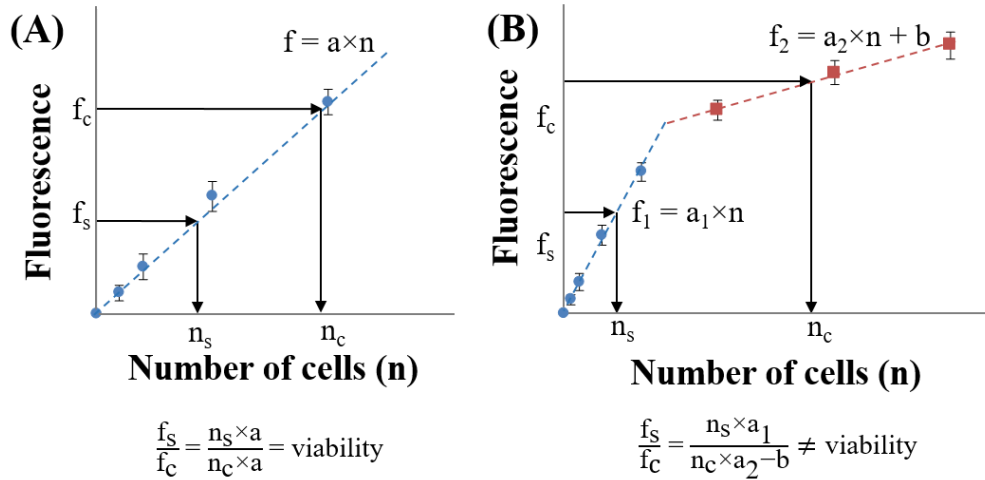 (A)
f = a×n
f_c
f_s
Fluorescence
n_s
n_c
Number of cells (n)
f_s/f_c = n_s×a/n_c×a = viability
(B)
f_2 = a_2×n + b
f_c
f_1 = a_1×n
f_s
Fluorescence
n_s
n_c
Number of cells (n)
f_s/f_c = n_s×a_1/n_c×a_2−b ≠ viability